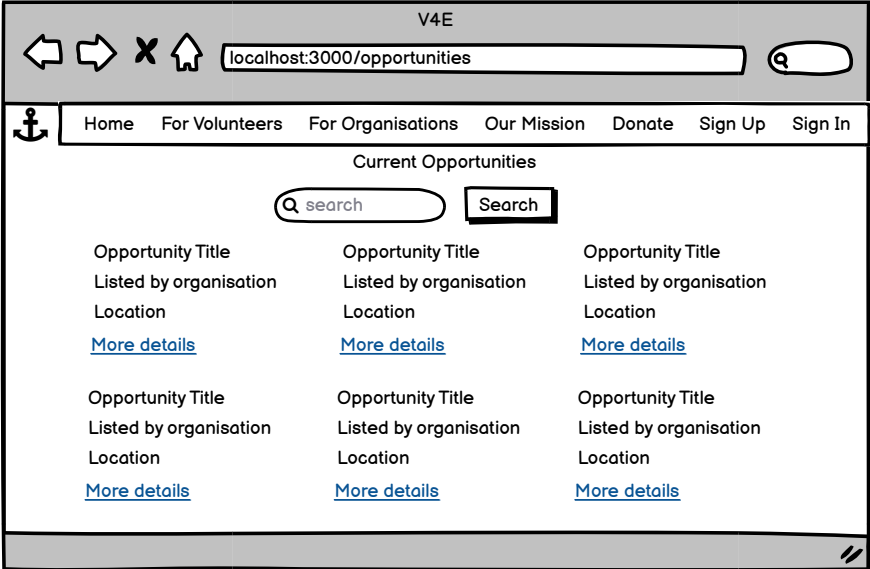 V4E
localhost:3000/opportunities
Home For Volunteers For Organisations Our Mission Donate Sign Up Sign In
Current Opportunities
search Search
Opportunity Title Opportunity Title Opportunity Title
Listed by organisation Listed by organisation Listed by organisation
Location Location Location
More details More details More details
Opportunity Title Opportunity Title Opportunity Title
Listed by organisation Listed by organisation Listed by organisation
Location Location Location
More details More details More details